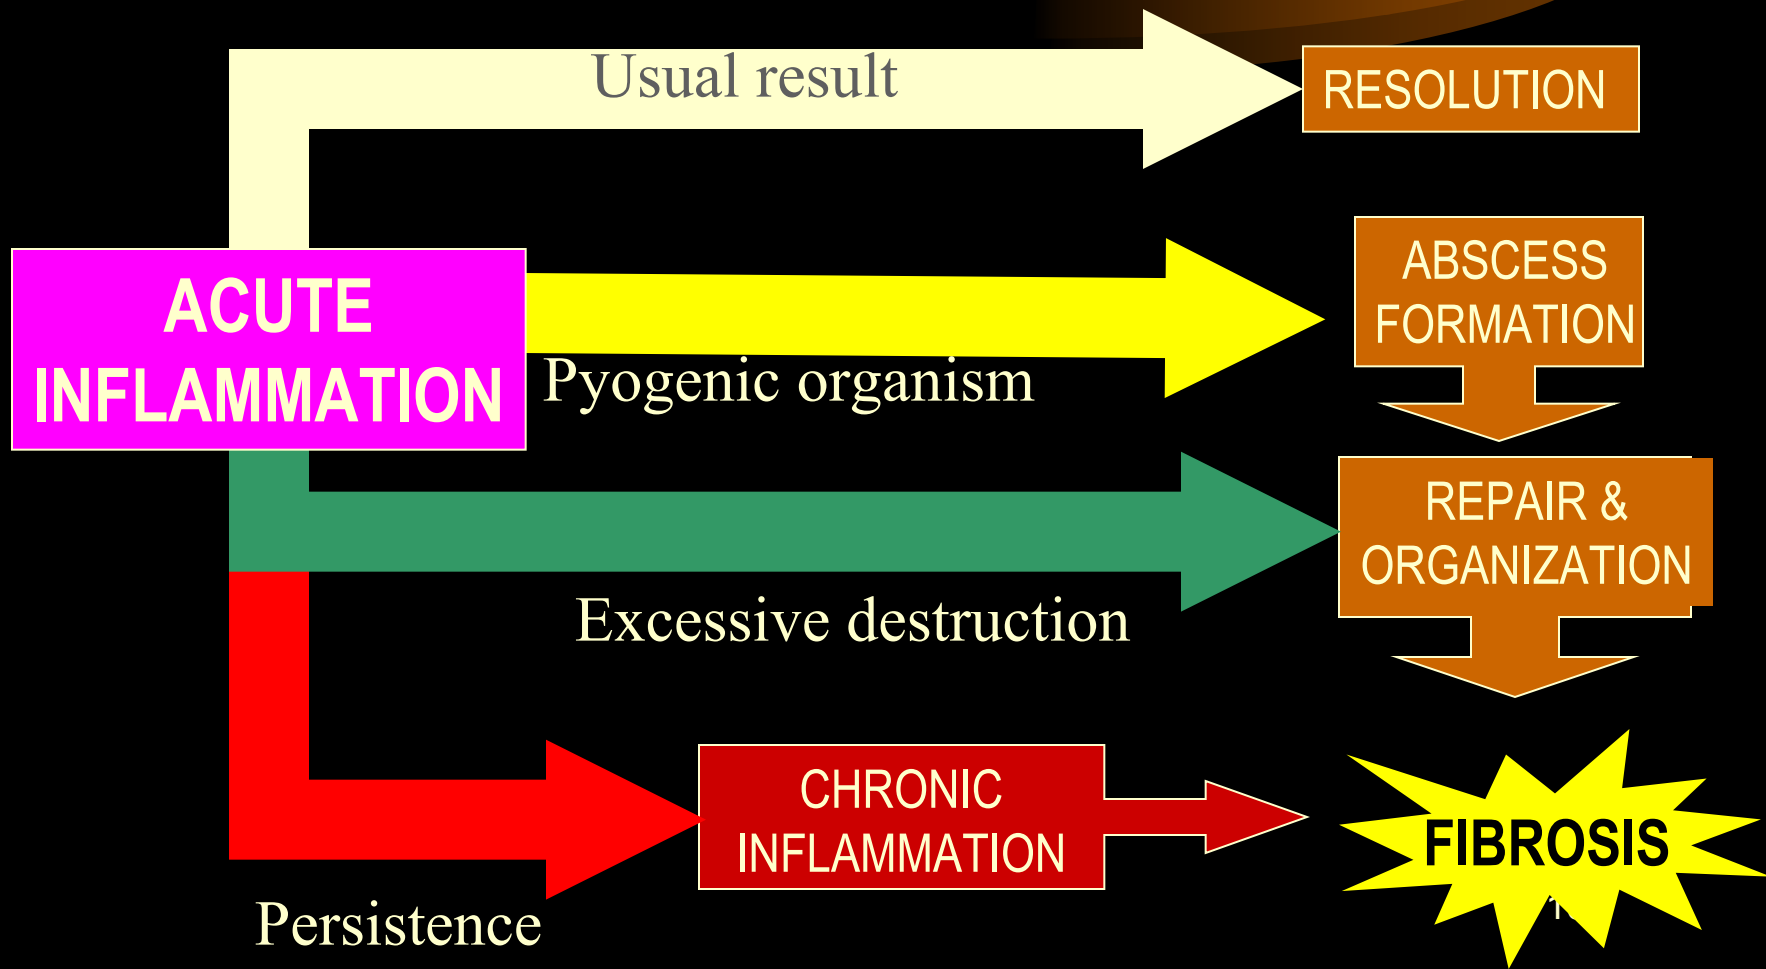 Usual result
RESOLUTION
ACUTE
INFLAMMATION
Pyogenic organism
ABSCESS
FORMATION
Excessive destruction
REPAIR &
ORGANIZATION
Persistence
CHRONIC
INFLAMMATION
FIBROSIS